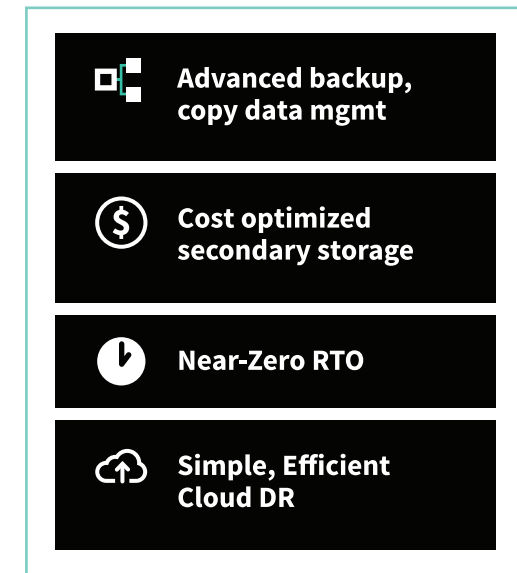 Advanced backup,
copy data mgmt
$
Cost optimized
secondary storage
Near-Zero RTO
Simple, Efficient
Cloud DR